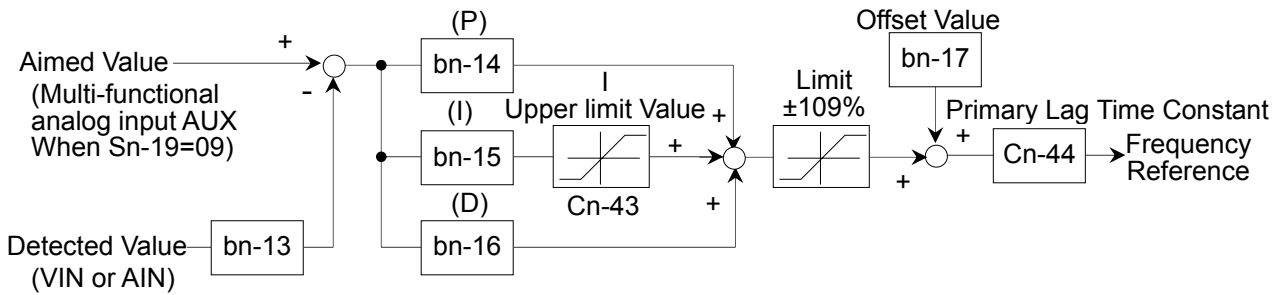 (P)
Offset Value
+
bn-14
bn-17
Aimed Value
-
I
Limit
(Multi-functional
analog input AUX
When Sn-19=09)
(I)
Upper limit Value
±109%
Primary Lag Time Constant
+
+
bn-15
+
Cn-44
Frequency
Reference
+
Cn-43
(D)
+
Detected Value
bn-13
bn-16
(VIN or AIN)